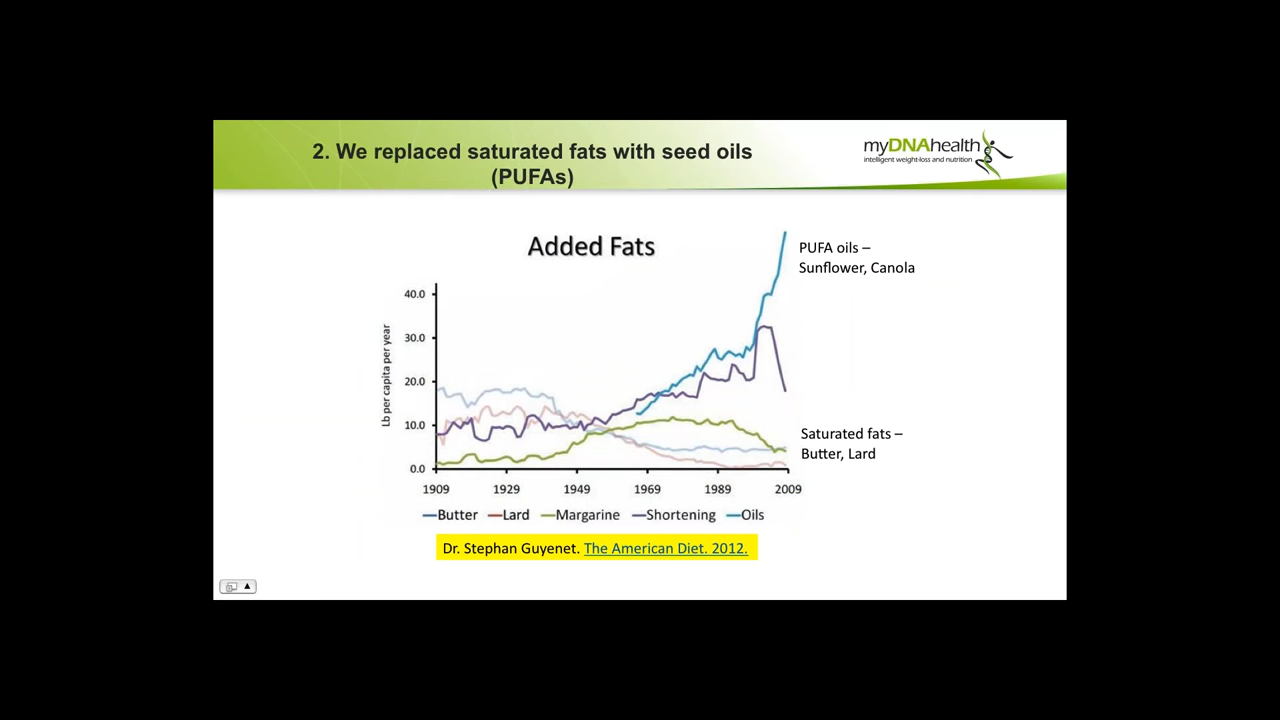 2. We replaced saturated fats with seed oils
(PUFAs)
myDNAhealth
intelligent weight-loss and nutrition
Added Fats
PUFA oils –
Sunflower, Canola
Lb per capita per year
40.0
30.0
20.0
10.0
0.0
Saturated fats –
Butter, Lard
1909 1929 1949 1969 1989 2009
Butter Lard Margarine Shortening Oils
Dr. Stephan Guyenet. The American Diet. 2012.